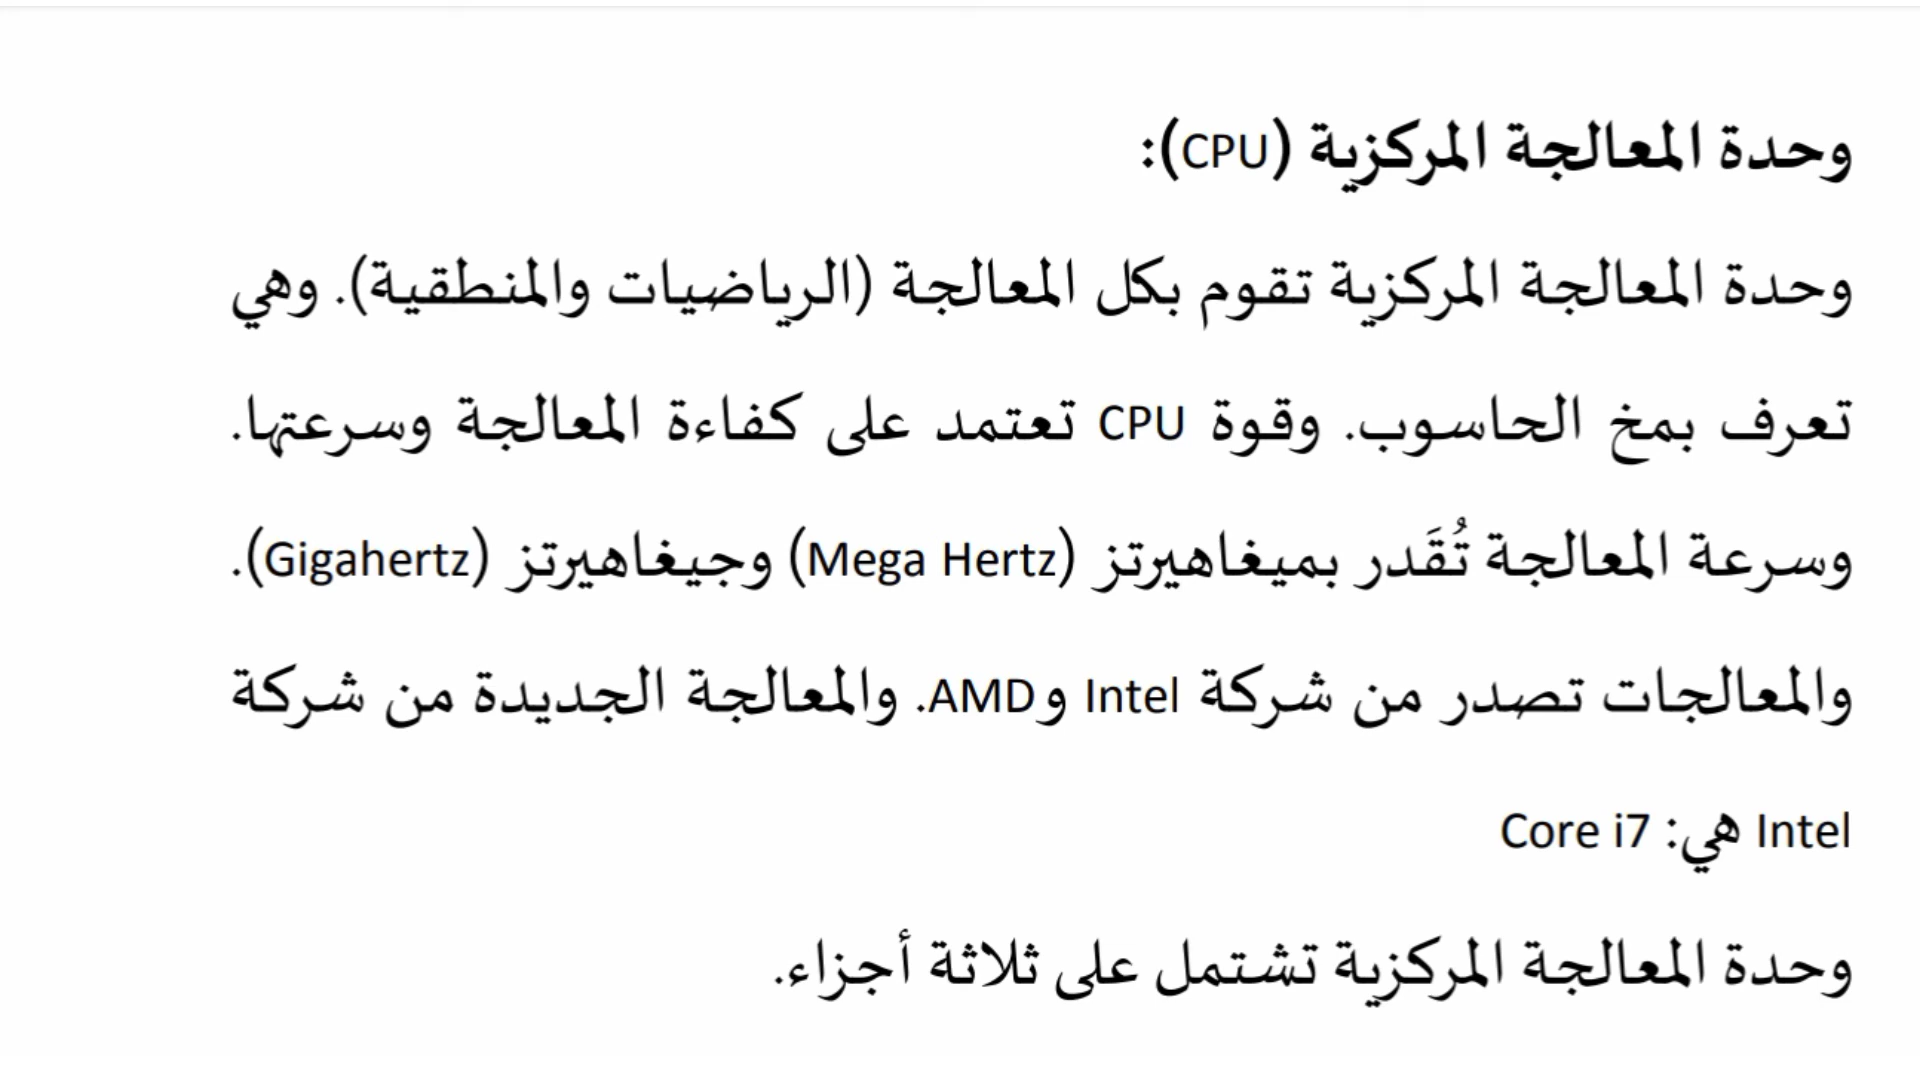 وحدة المعالجة المركزية (CPU):
وحدة المعالجة المركزية تقوم بكل المعالجة (الرياضيات والمنطقية). وهي
تعرف بمخ الحاسوب. وقوة CPU تعتمد على كفاءة المعالجة وسرعتها.
وسرعة المعالجة تُقَدر بميغاهيرتز (Mega Hertz) وجيغاهيرتز (Gigahertz).
والمعالجات تصدر من شركة Intel وAMD. والمعالجة الجديدة من شركة
Intel هي: Core i7
وحدة المعالجة المركزية تشتمل على ثلاثة أجزاء.